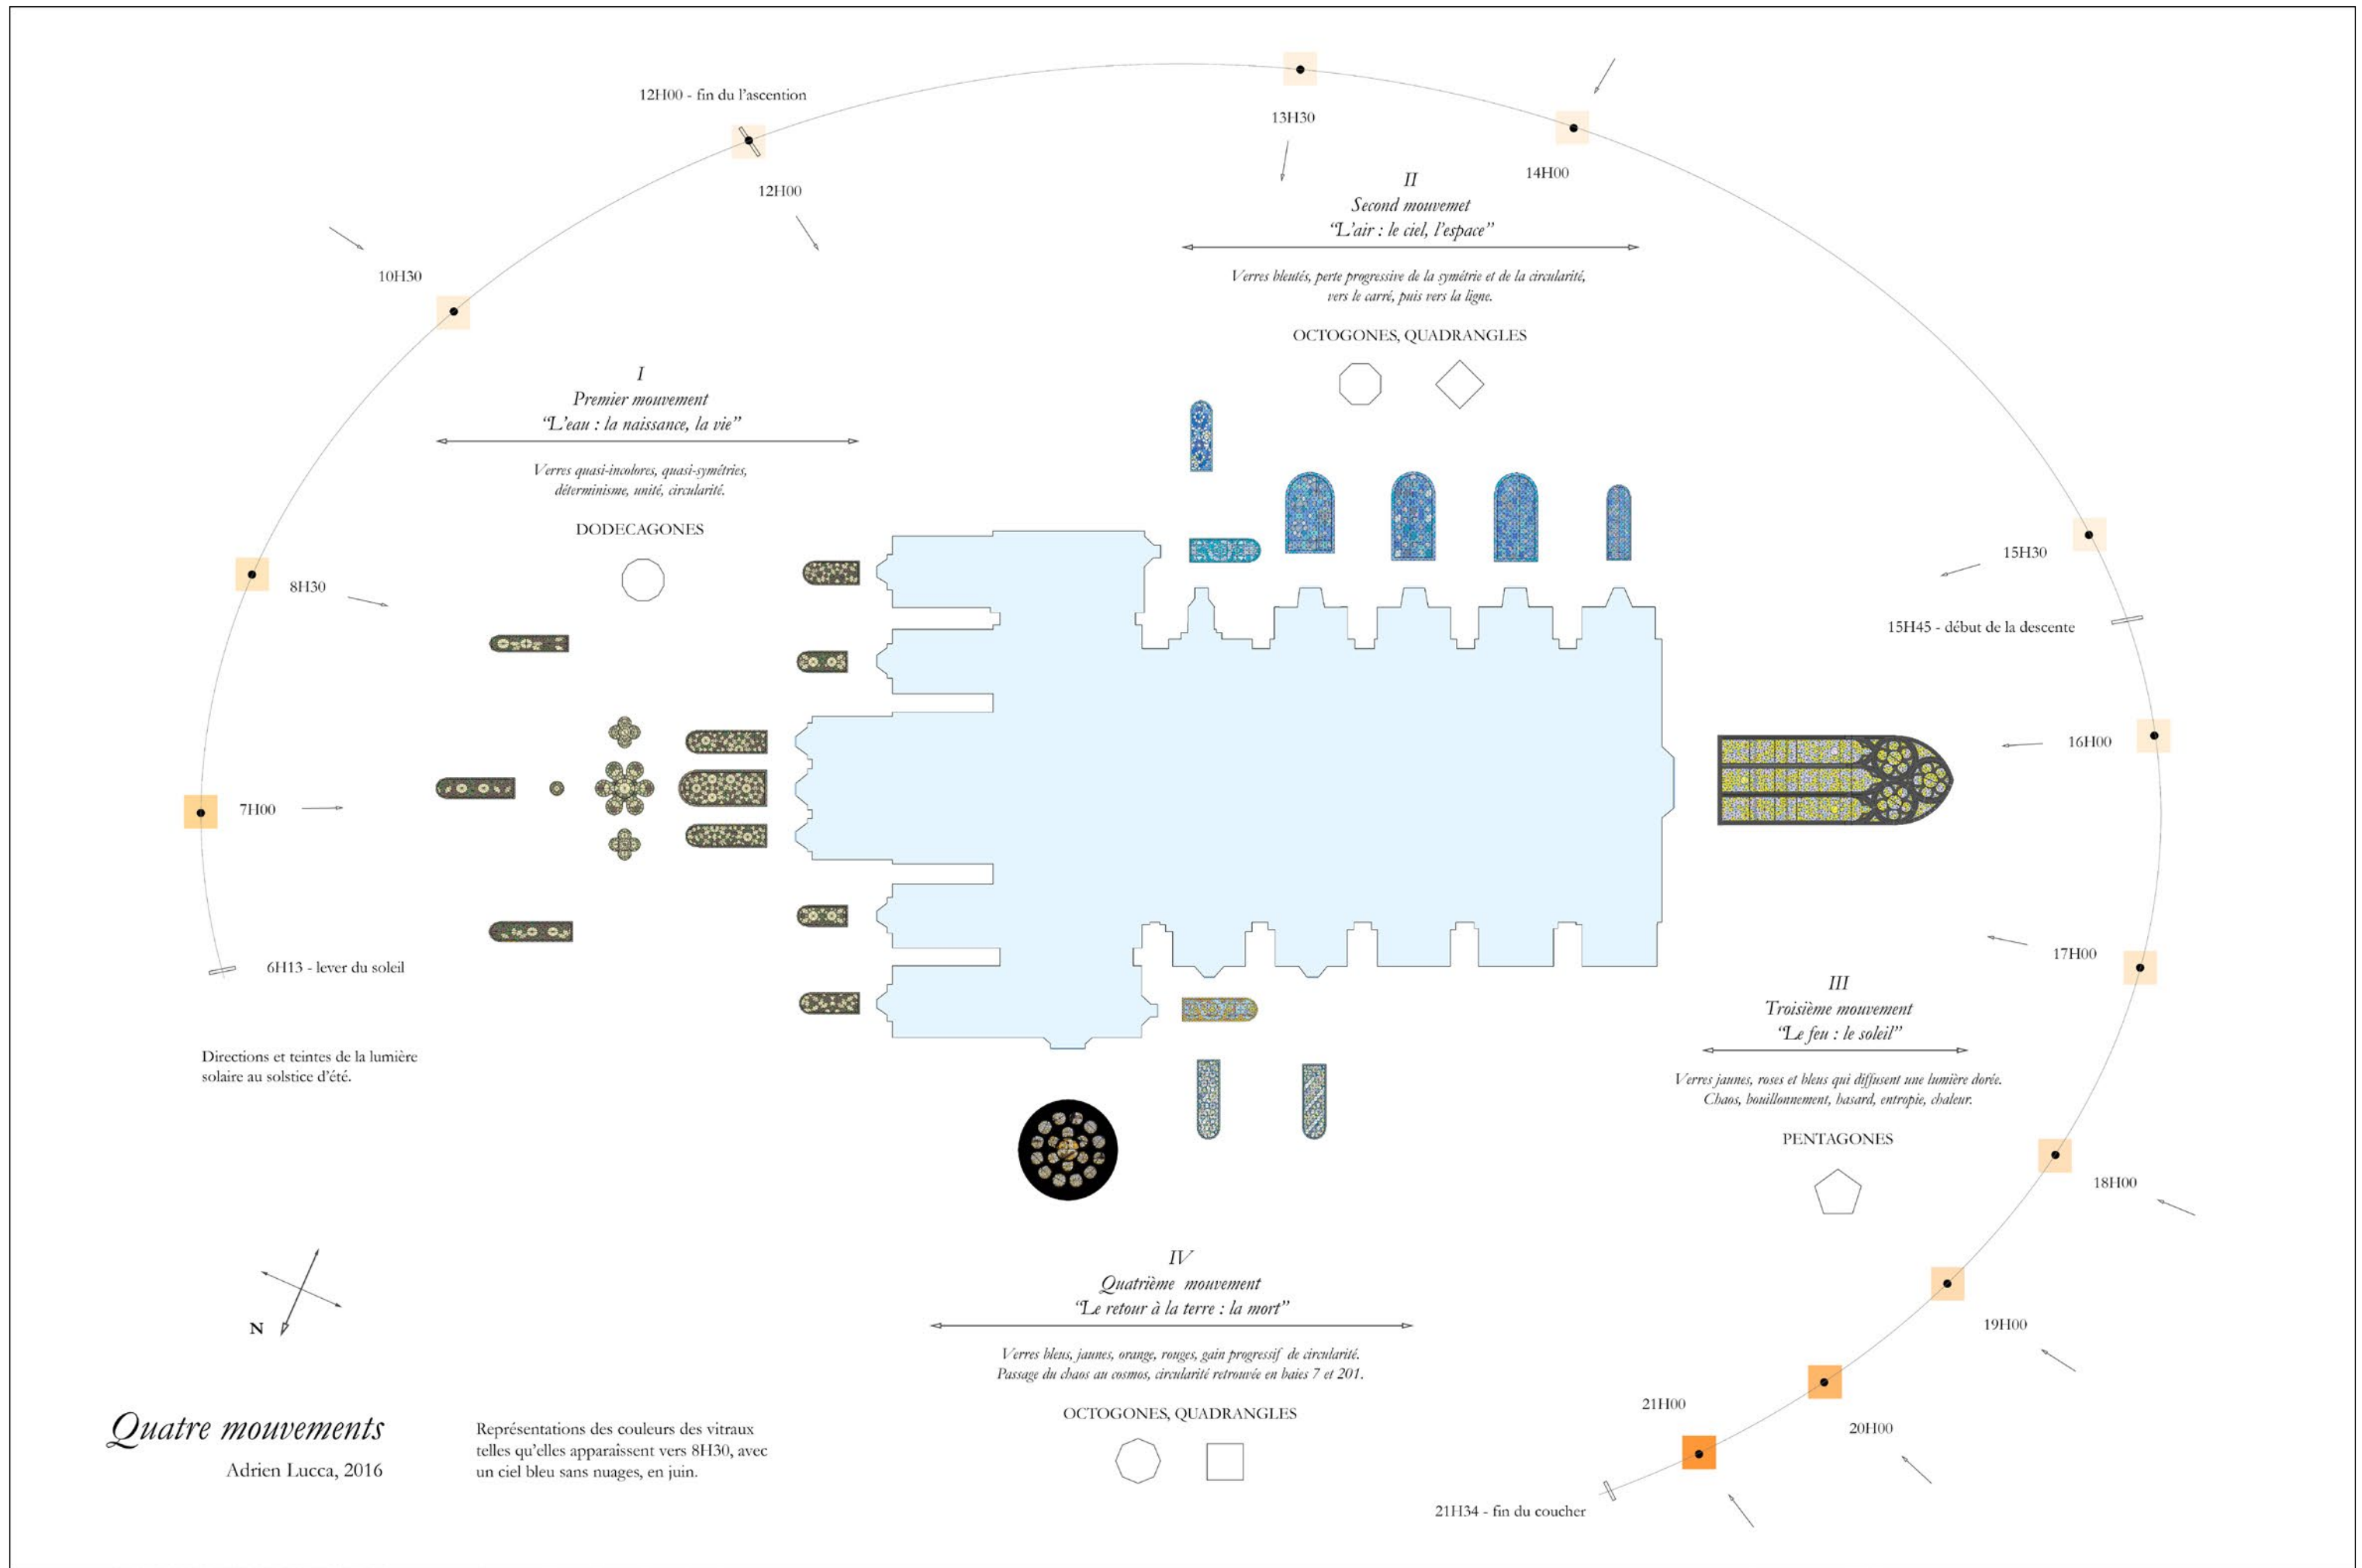 12H00 - fin du l'ascention
12H00
10H30
8H30
7H00
6H13 - lever du soleil
13H30
14H00
15H30
15H45 - début de la descente
16H00
17H00
18H00
19H00
20H00
21H00
21H34 - fin du coucher
I
Premier mouvement
“L'eau : la naissance, la vie”
Verres quasi-incolores, quasi-symétries,
déterminisme, unité, circularité.
DODECAGONES
II
Second mouvemet
“L'air : le ciel, l'espace”
Verres bleutés, perte progressive de la symétrie et de la circularité,
vers le carré, puis vers la ligne.
OCTOGONES, QUADRANGLES
III
Troisième mouvement
“Le feu : le soleil”
Verres jaunes, roses et bleus qui diffusent une lumière dorée.
Chaos, bouillonnement, hasard, entropie, chaleur.
PENTAGONES
IV
Quatrième mouvement
“Le retour à la terre : la mort”
Verres bleus, jaunes, orange, rouges, gain progressif de circularité.
Passage du chaos au cosmos, circularité retrouvée en baies 7 et 201.
OCTOGONES, QUADRANGLES
Directions et teintes de la lumière
solaire au solstice d'été.
N
Quatre mouvements
Adrien Lucca, 2016
Représentations des couleurs des vitraux
telles qu'elles apparaîssent vers 8H30, avec
un ciel bleu sans nuages, en juin.